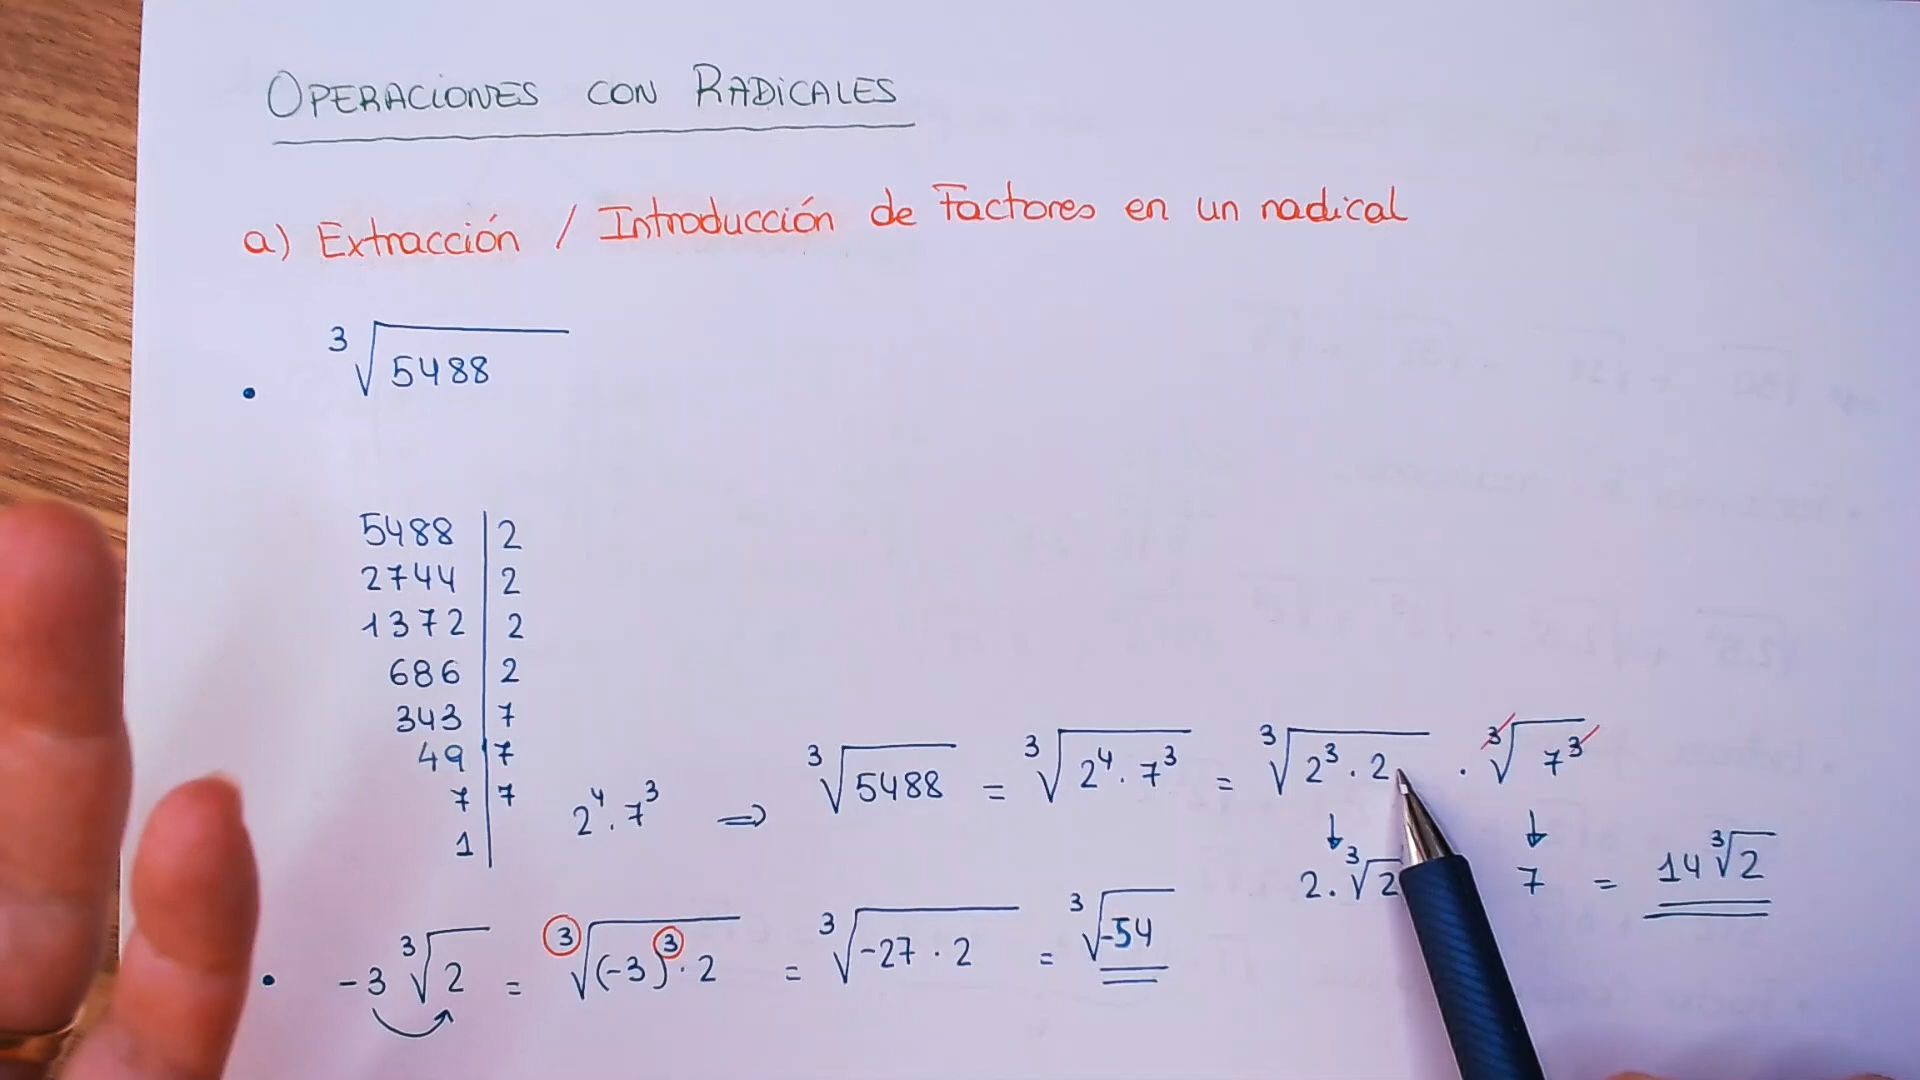 OPERACIONES CON RADICALES
a) Extracción / Introducción de Factores en un radical
• ∛5488
5488 | 2
2744 | 2
1372 | 2
686 | 2
343 | 7
49 | 7
7 | 7
1
2⁴ · 7³ ⇒ ∛5488 = ∛(2⁴ · 7³) = ∛(2³ · 2) · ∛(7³)
↓ ↓
2 · ∛2 7 = 14∛2
• -3 ∛2 = ∛((-3)³ · 2) = ∛(-27 · 2) = ∛(-54)